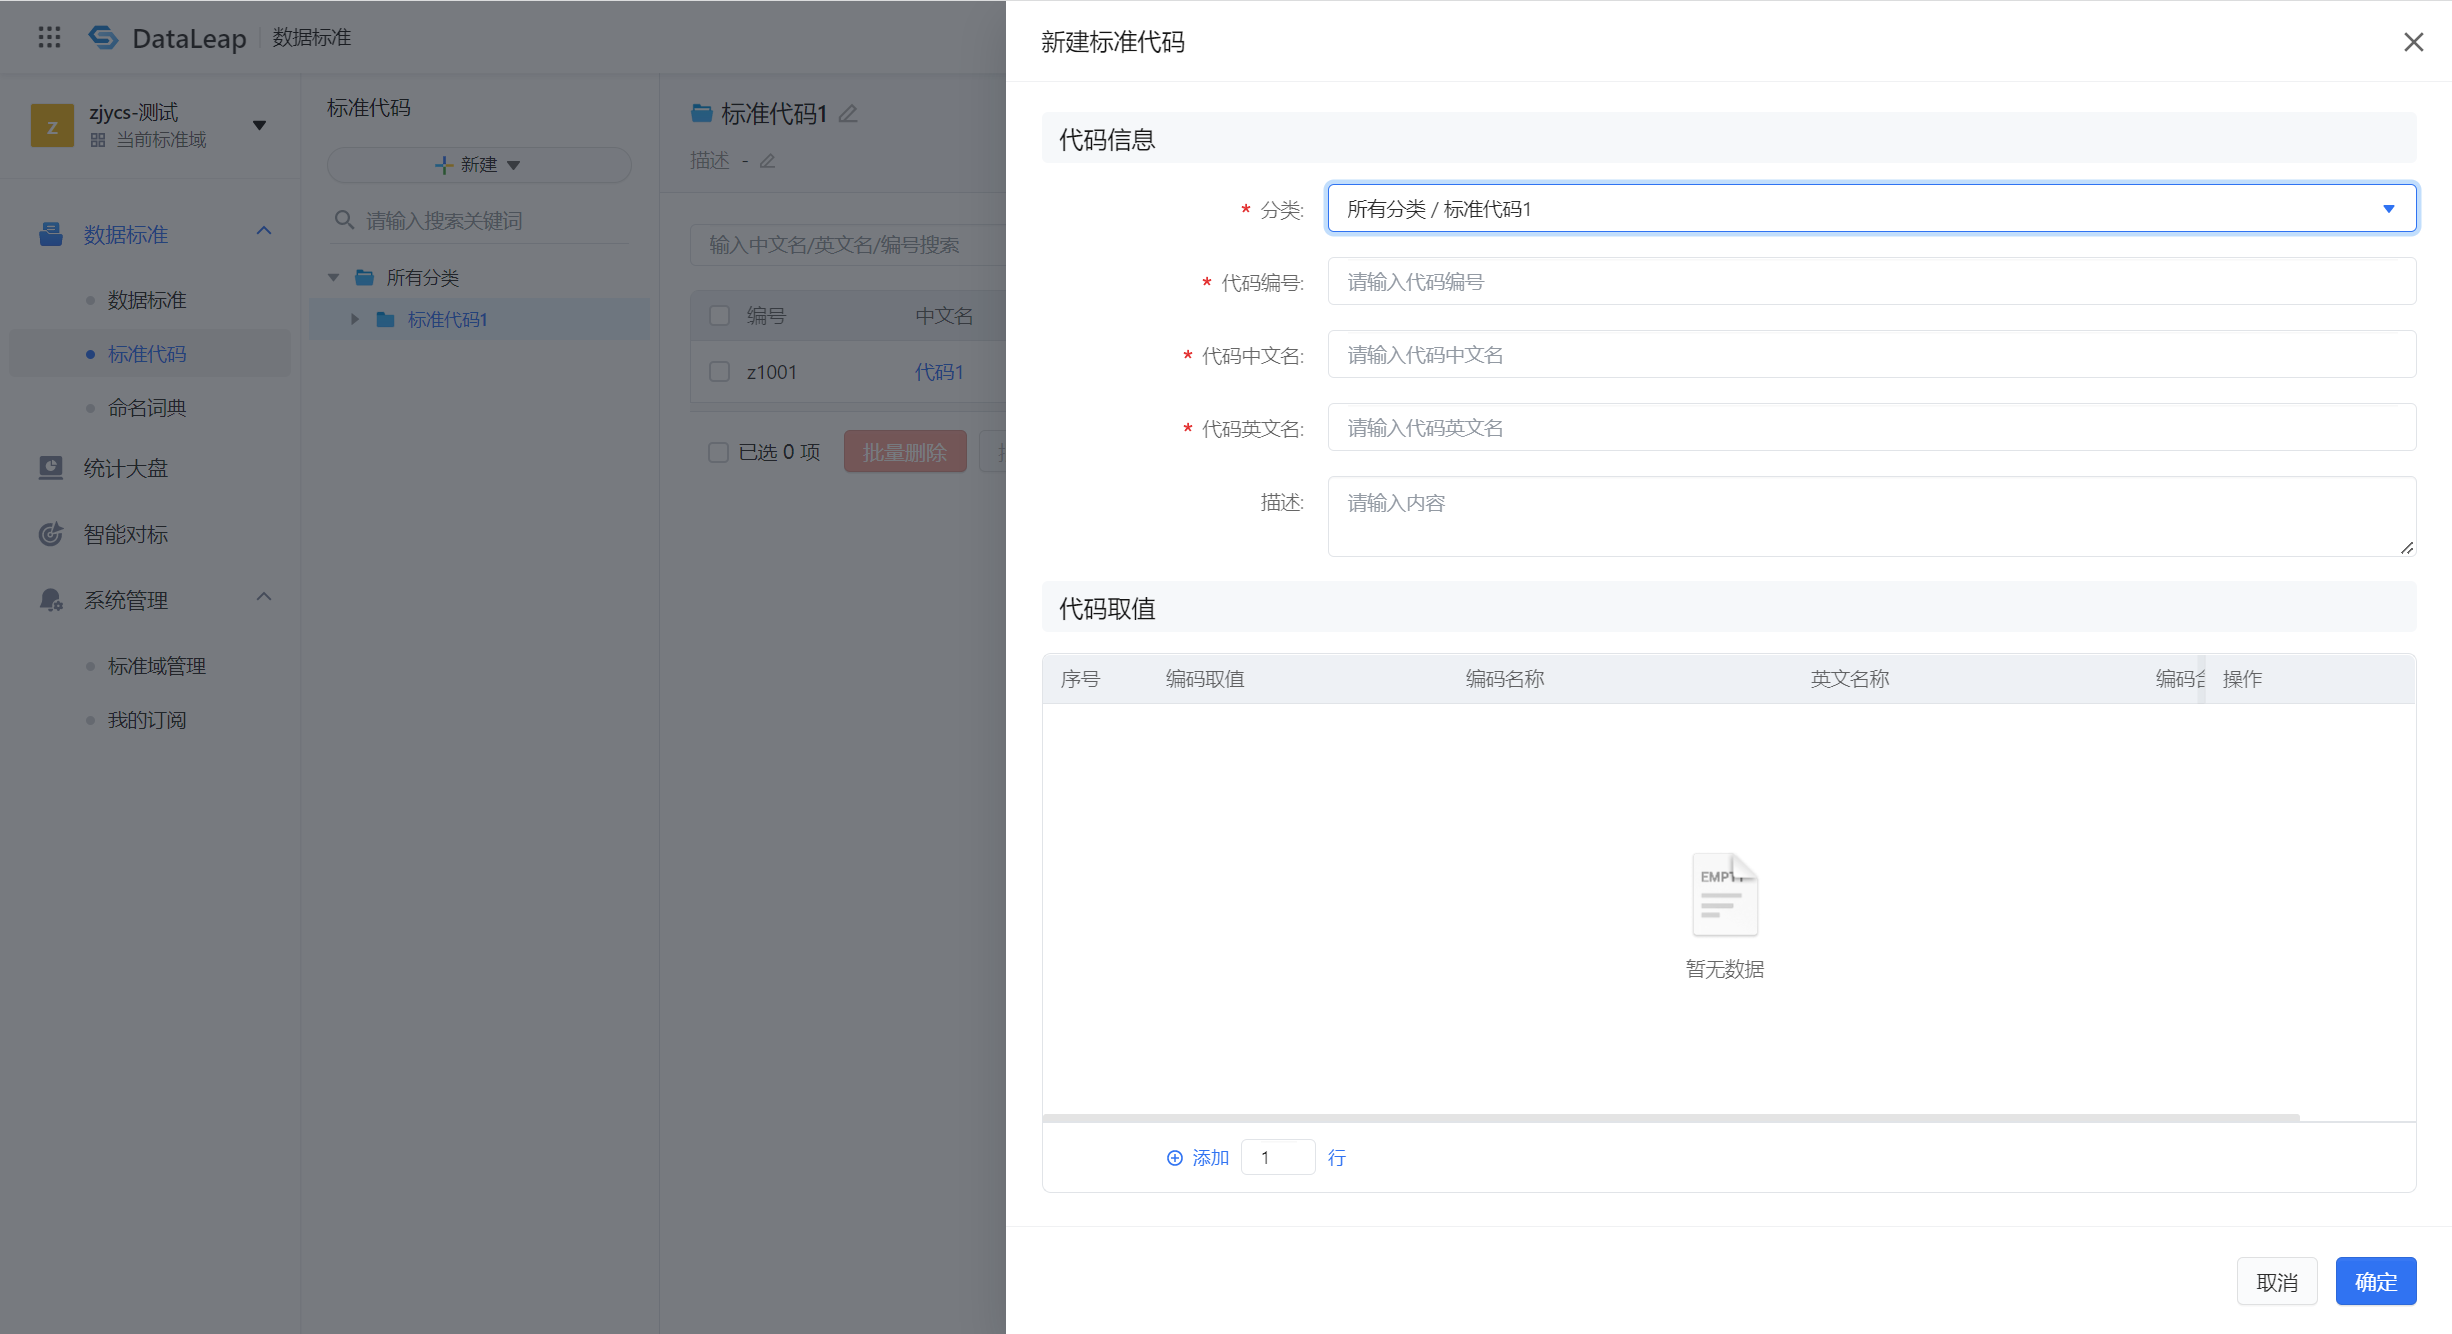 DataLeap 数据标准
z
zjycs-测试
当前标准域
数据标准
数据标准
标准代码
命名词典
统计大盘
智能对标
系统管理
标准域管理
我的订阅
标准代码
新建
请输入搜索关键词
所有分类
标准代码1
标准代码1
描述 -
输入中文名/英文名/编号搜索
编号 中文名
z1001 代码1
已选 0 项 批量删除
新建标准代码
代码信息
* 分类: 所有分类 / 标准代码1
* 代码编号: 请输入代码编号
* 代码中文名: 请输入代码中文名
* 代码英文名: 请输入代码英文名
描述: 请输入内容
代码取值
序号 编码取值 编码名称 英文名称 编码 操作
EMPTY
暂无数据
添加 1 行
取消 确定